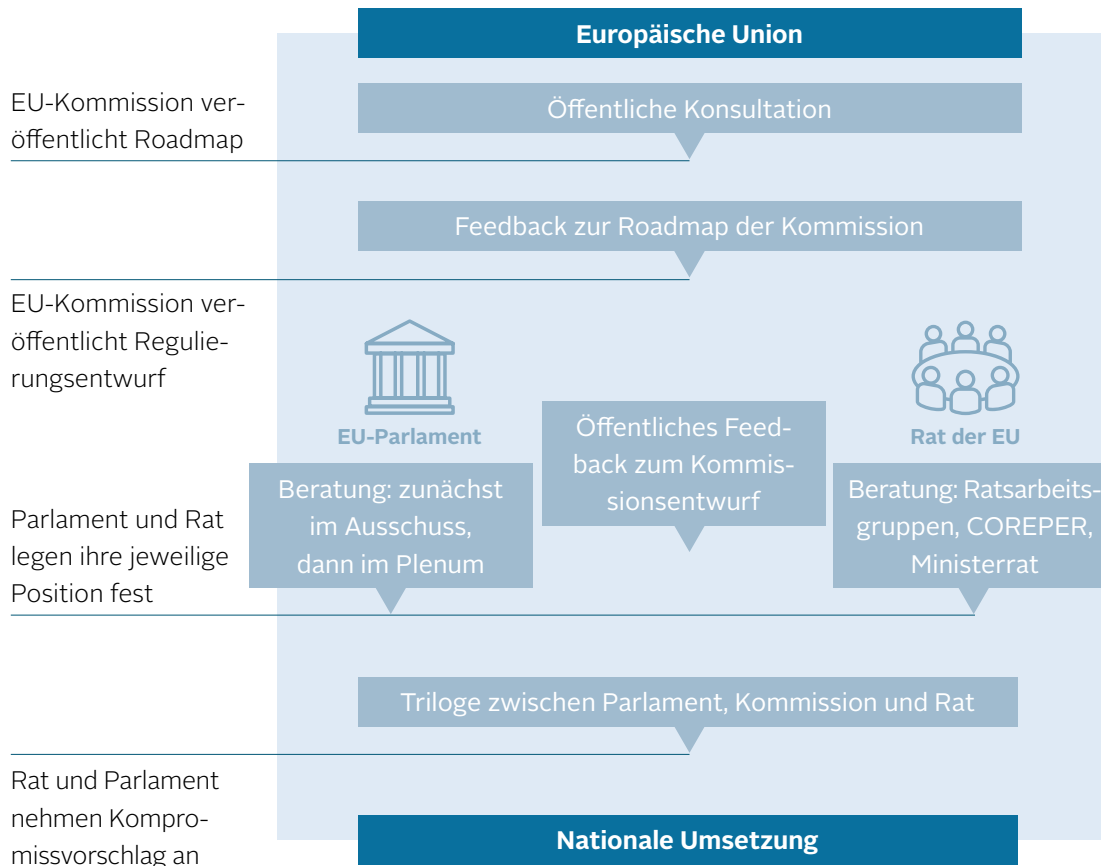 Europäische Union
EU-Kommission ver-
öffentlicht Roadmap
Öffentliche Konsultation
Feedback zur Roadmap der Kommission
EU-Kommission ver-
öffentlicht Regulie-
rungsentwurf
EU-Parlament
Öffentliches Feed-
back zum Kommis-
sionsentwurf
Rat der EU
Parlament und Rat
legen ihre jeweilige
Position fest
Beratung: zunächst
im Ausschuss,
dann im Plenum
Beratung: Ratsarbeits-
gruppen, COREPER,
Ministerrat
Triloge zwischen Parlament, Kommission und Rat
Rat und Parlament
nehmen Kompro-
missvorschlag an
Nationale Umsetzung